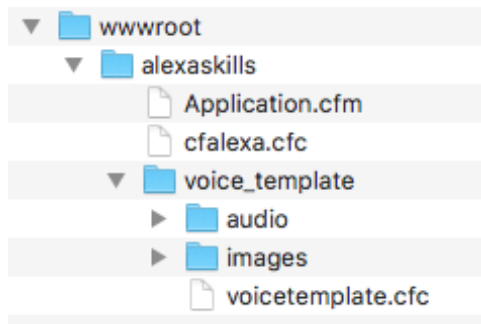 wwwroot
alexaskills
Application.cfm
cfalexa.cfc
voice_template
audio
images
voicetemplate.cfc